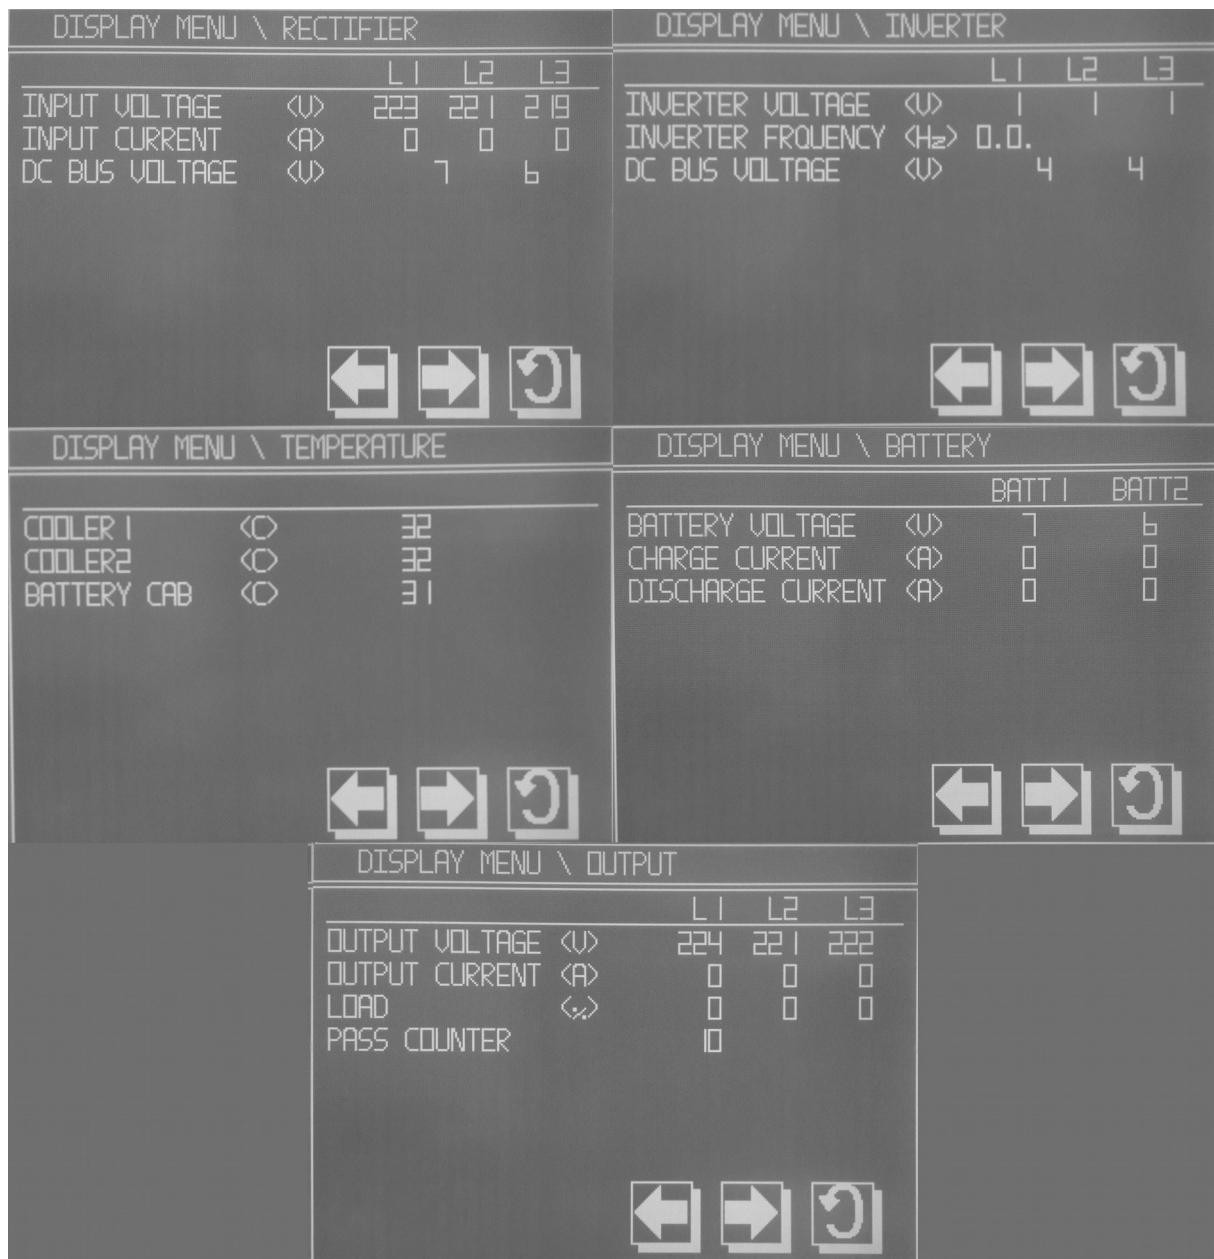 DISPLAY MENU \ RECTIFIER
L1 L2 L3
INPUT VOLTAGE <V> 223 221 219
INPUT CURRENT <A> 0 0 0
DC BUS VOLTAGE <V> 7 6
DISPLAY MENU \ INVERTER
L1 L2 L3
INVERTER VOLTAGE <V> 1 1 1
INVERTER FRQUENCY <Hz> 0.0.
DC BUS VOLTAGE <V> 4 4
DISPLAY MENU \ TEMPERATURE
COOLER1 <C> 32
COOLER2 <C> 32
BATTERY CAB <C> 31
DISPLAY MENU \ BATTERY
BATT1 BATT2
BATTERY VOLTAGE <V> 7 6
CHARGE CURRENT <A> 0 0
DISCHARGE CURRENT <A> 0 0
DISPLAY MENU \ OUTPUT
L1 L2 L3
OUTPUT VOLTAGE <V> 224 221 222
OUTPUT CURRENT <A> 0 0 0
LOAD <%> 0 0 0
PASS COUNTER 10